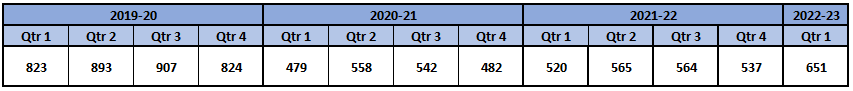 2019-20 2020-21 2021-22 2022-23
Qtr 1 Qtr 2 Qtr 3 Qtr 4 Qtr 1 Qtr 2 Qtr 3 Qtr 4 Qtr 1 Qtr 2 Qtr 3 Qtr 4 Qtr 1
823 893 907 824 479 558 542 482 520 565 564 537 651